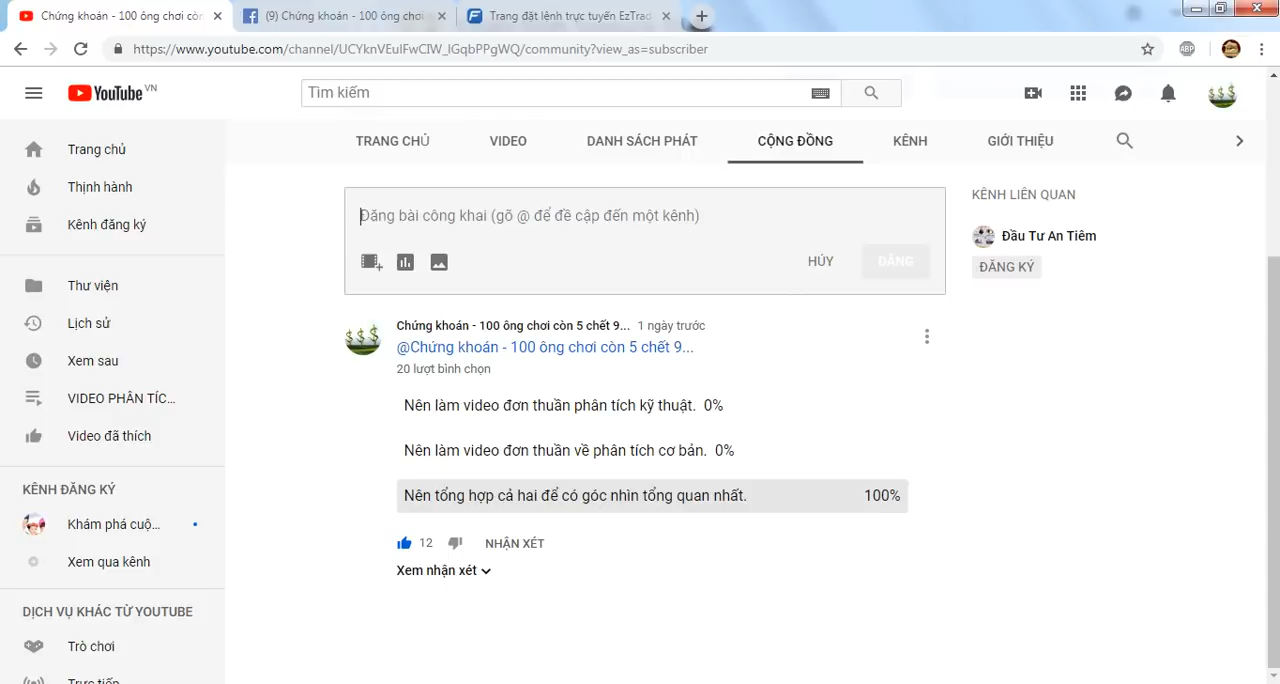 Chứng khoán - 100 ông chơi còn
(9) Chứng khoán - 100 ông chơi
Trang đặt lệnh trực tuyến EzTrad
https://www.youtube.com/channel/UCYknVEulFwCIW_lGqbPPgWQ/community?view_as=subscriber
ABP
YouTube VN
Tìm kiếm
TRANG CHỦ
VIDEO
DANH SÁCH PHÁT
CỘNG ĐỒNG
KÊNH
GIỚI THIỆU
Trang chủ
Thịnh hành
Kênh đăng ký
Thư viện
Lịch sử
Xem sau
VIDEO PHÂN TÍC...
Video đã thích
KÊNH ĐĂNG KÝ
Khám phá cuộ...
Xem qua kênh
DỊCH VỤ KHÁC TỪ YOUTUBE
Trò chơi
Trực tiếp
Đăng bài công khai (gõ @ để đề cập đến một kênh)
HỦY
ĐĂNG
Chứng khoán - 100 ông chơi còn 5 chết 9... 1 ngày trước
@Chứng khoán - 100 ông chơi còn 5 chết 9...
20 lượt bình chọn
Nên làm video đơn thuần phân tích kỹ thuật. 0%
Nên làm video đơn thuần về phân tích cơ bản. 0%
Nên tổng hợp cả hai để có góc nhìn tổng quan nhất. 100%
12 NHẬN XÉT
Xem nhận xét
KÊNH LIÊN QUAN
Đầu Tư An Tiêm
ĐĂNG KÝ